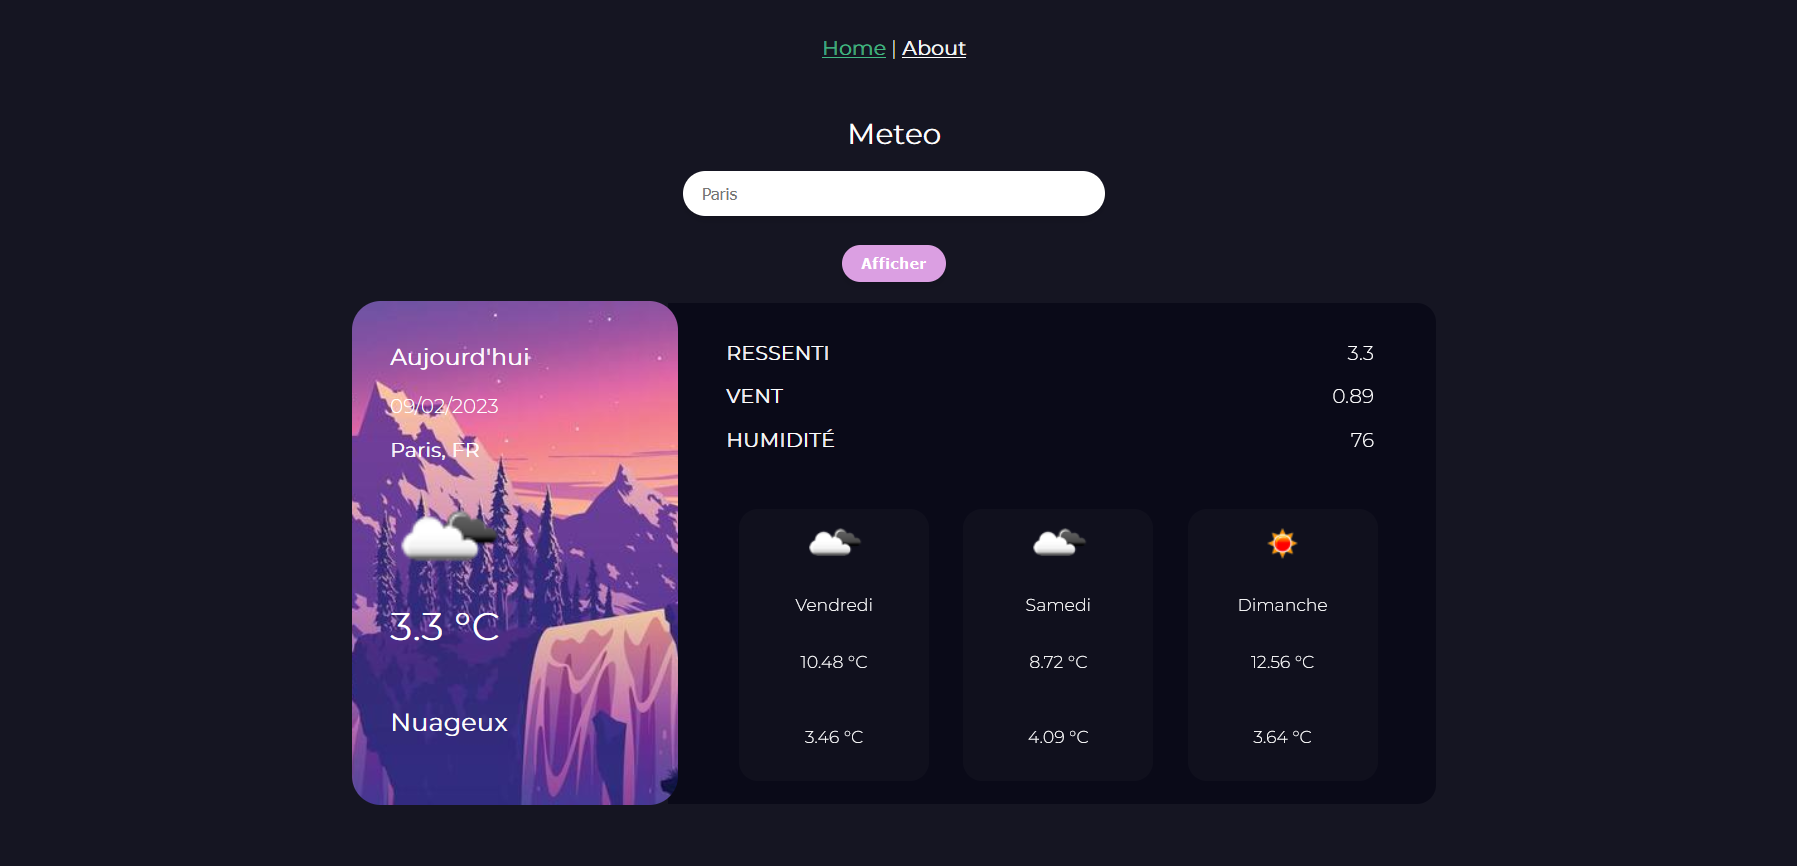 Home | About
Meteo
Paris
Afficher
Aujourd'hui
09/02/2023
Paris, FR
3.3 °C
Nuageux
RESSENTI 3.3
VENT 0.89
HUMIDITÉ 76
Vendredi
10.48 °C
3.46 °C
Samedi
8.72 °C
4.09 °C
Dimanche
12.56 °C
3.64 °C